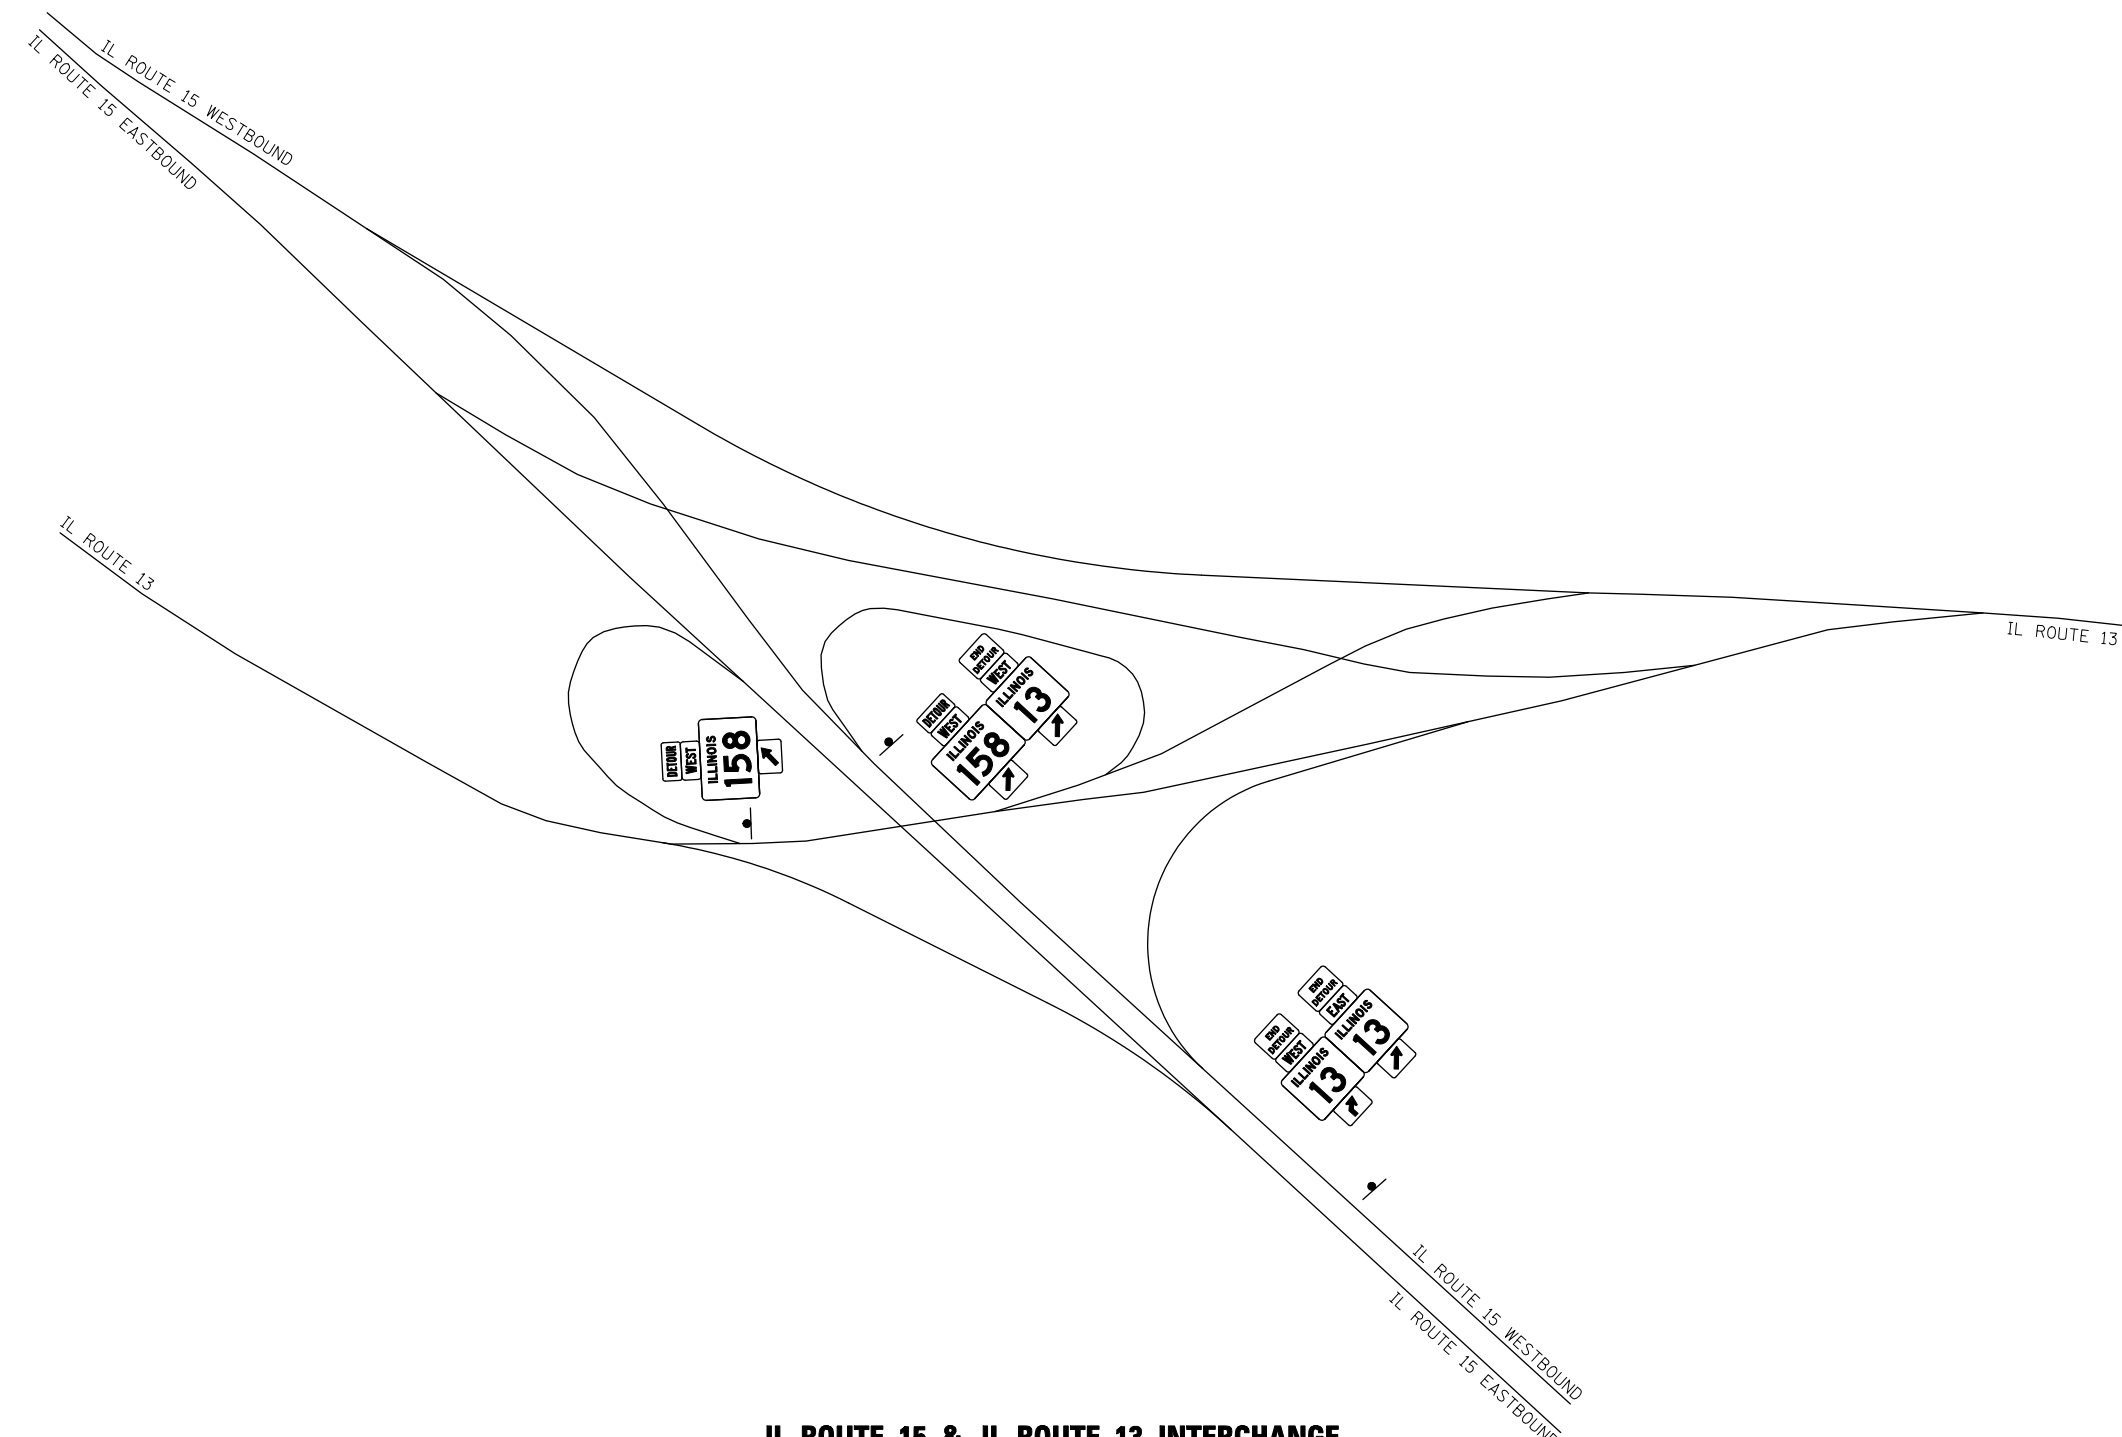 IL ROUTE 15 WESTBOUND
IL ROUTE 15 EASTBOUND
IL ROUTE 13
IL ROUTE 13
DETOUR
WEST
ILLINOIS
158
END
DETOUR
WEST
ILLINOIS
13
DETOUR
WEST
ILLINOIS
158
END
DETOUR
EAST
ILLINOIS
13
END
DETOUR
WEST
ILLINOIS
13
IL ROUTE 15 WESTBOUND
IL ROUTE 15 EASTBOUND
IL ROUTE 15 & IL ROUTE 13 INTERCHANGE